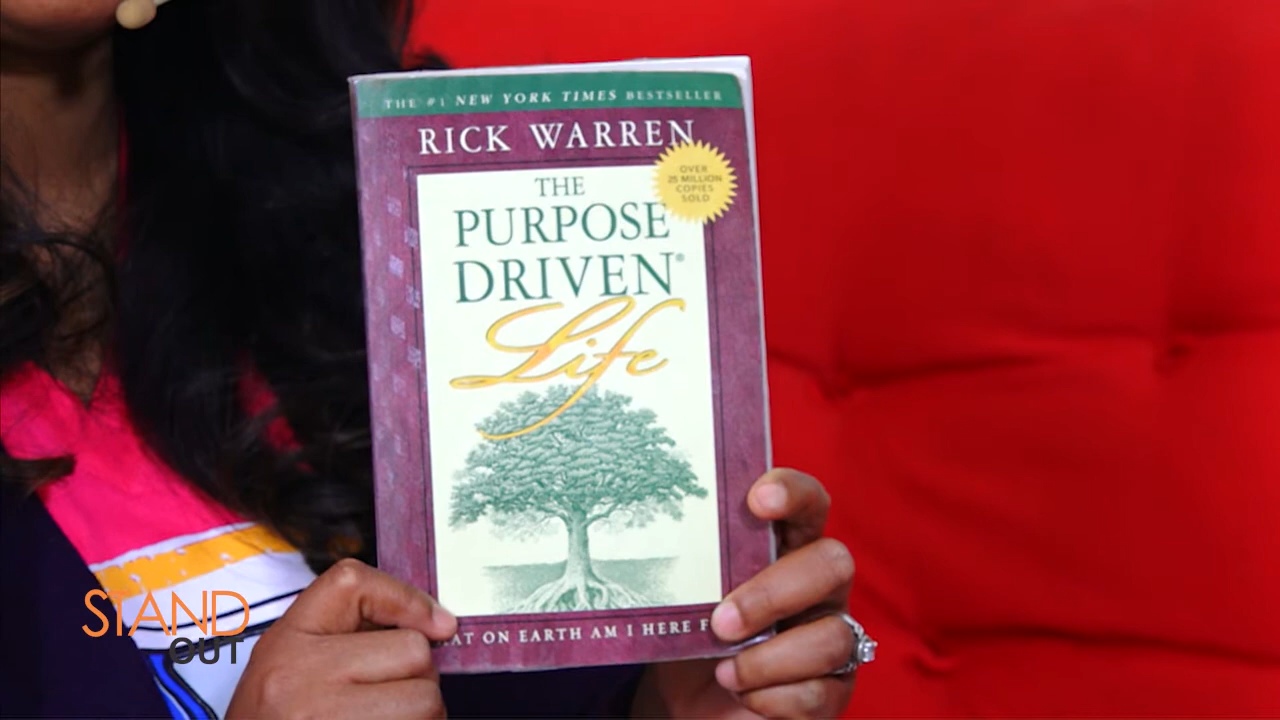 THE #1 NEW YORK TIMES BESTSELLER
RICK WARREN
OVER
25 MILLION
COPIES
SOLD
THE
PURPOSE
DRIVEN®
Life
ON EARTH AM I HERE
STAND
OUT